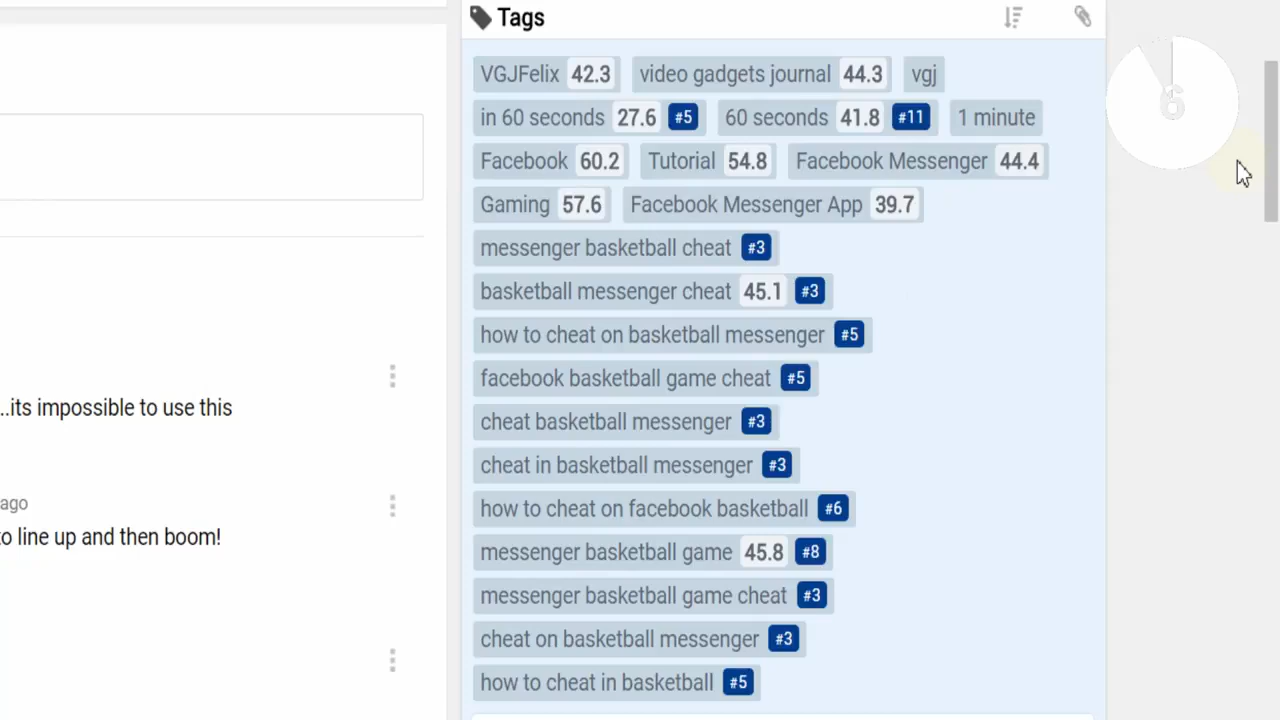 Tags
VGJFelix 42.3 video gadgets journal 44.3 vgj
in 60 seconds 27.6 #5 60 seconds 41.8 #11 1 minute
Facebook 60.2 Tutorial 54.8 Facebook Messenger 44.4
Gaming 57.6 Facebook Messenger App 39.7
messenger basketball cheat #3
basketball messenger cheat 45.1 #3
how to cheat on basketball messenger #5
facebook basketball game cheat #5
cheat basketball messenger #3
cheat in basketball messenger #3
how to cheat on facebook basketball #6
messenger basketball game 45.8 #8
messenger basketball game cheat #3
cheat on basketball messenger #3
how to cheat in basketball #5
..its impossible to use this
ago
to line up and then boom!
6